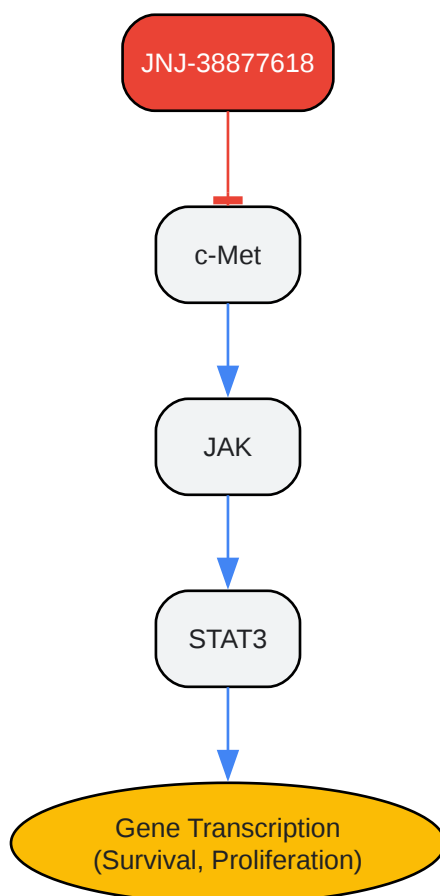 JNJ-38877618
c-Met
JAK
STAT3
Gene Transcription
(Survival, Proliferation)